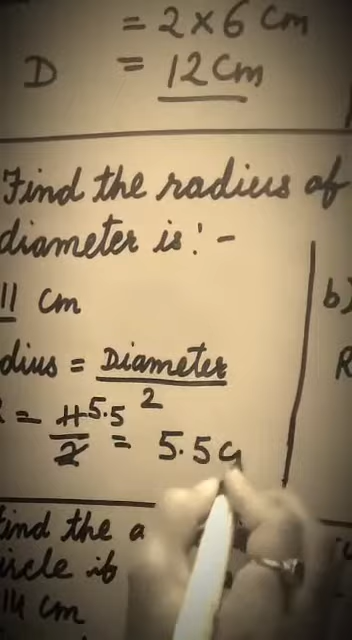 = 2 × 6 cm
D = 12 cm
Find the radius of
diameter is:-
11 cm
b)
dius = Diameter
2
R
= 11 5.5
2
= 5.5 c
ind the a
ircle if
14 cm